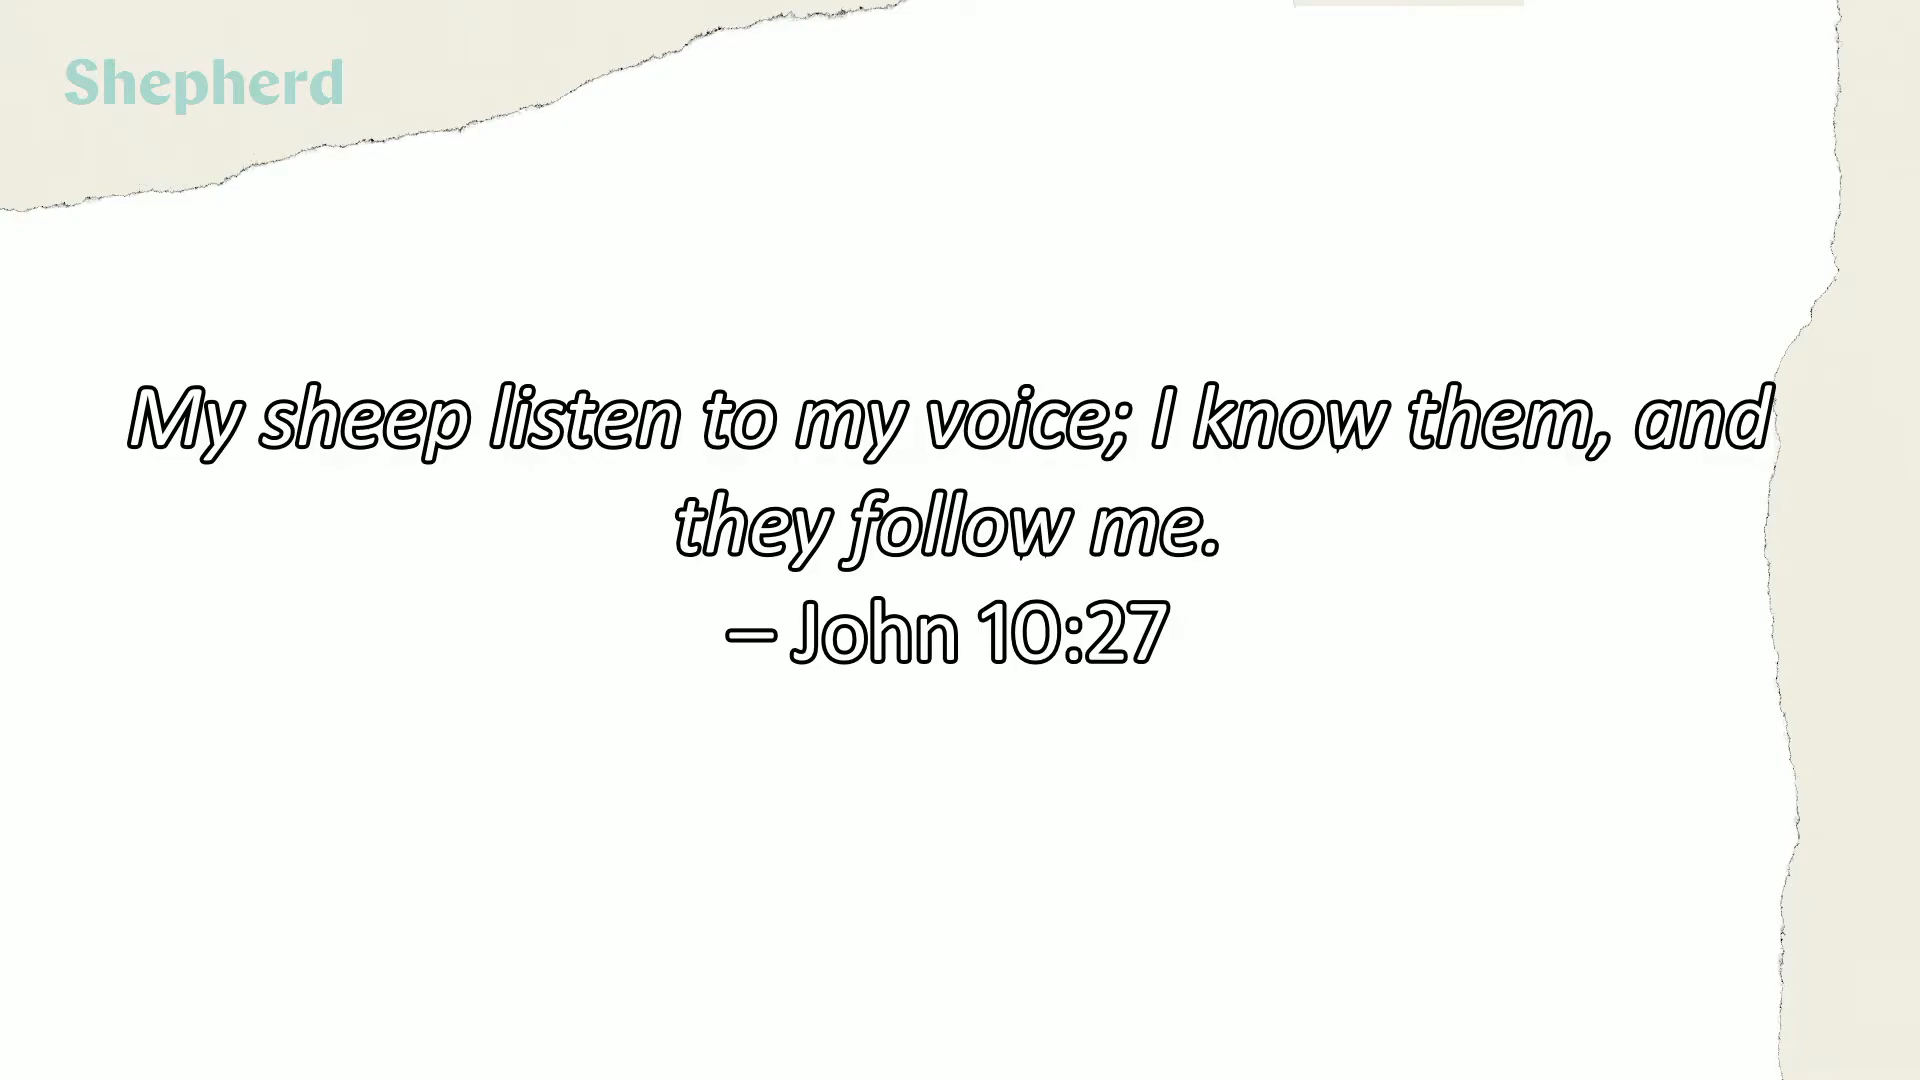 Shepherd
My sheep listen to my voice; I know them, and
they follow me.
– John 10:27